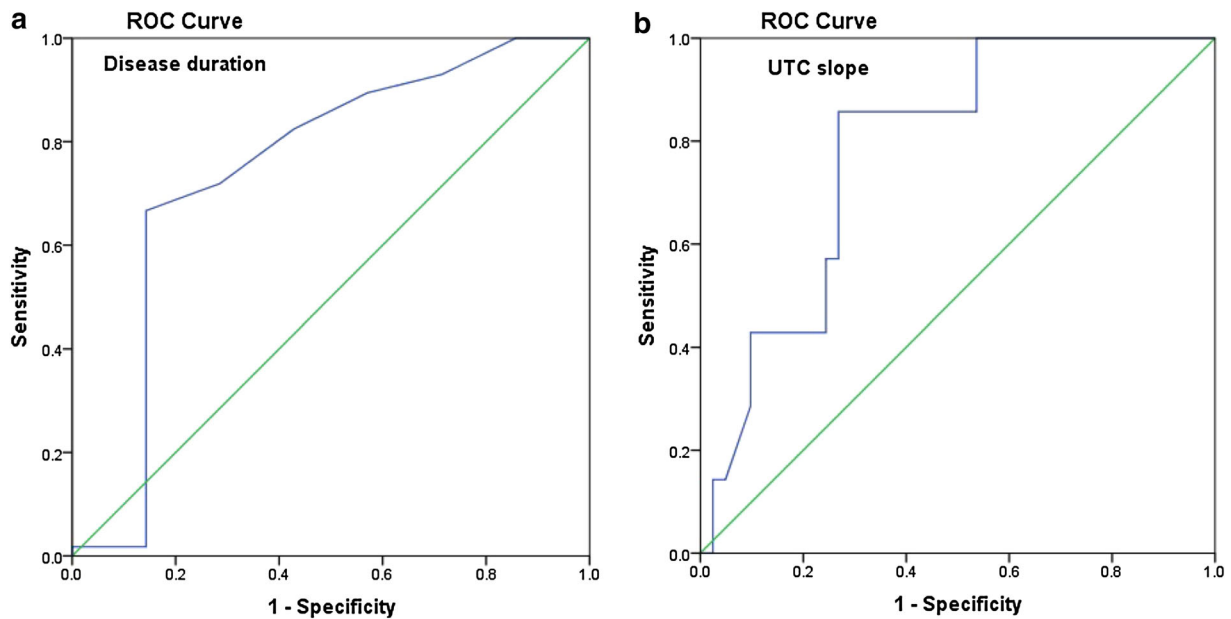 a
ROC Curve
Disease duration
Sensitivity
1.0
0.8
0.6
0.4
0.2
0.0
0.0 0.2 0.4 0.6 0.8 1.0
1 - Specificity
b
ROC Curve
UTC slope
Sensitivity
1.0
0.8
0.6
0.4
0.2
0.0
0.0 0.2 0.4 0.6 0.8 1.0
1 - Specificity